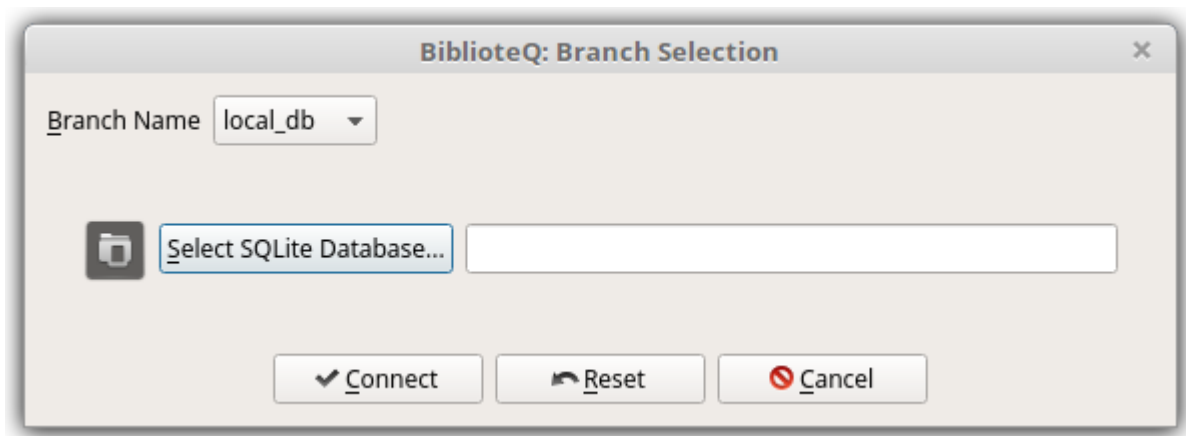 BiblioteQ: Branch Selection
Branch Name local_db
Select SQLite Database...
Connect Reset Cancel